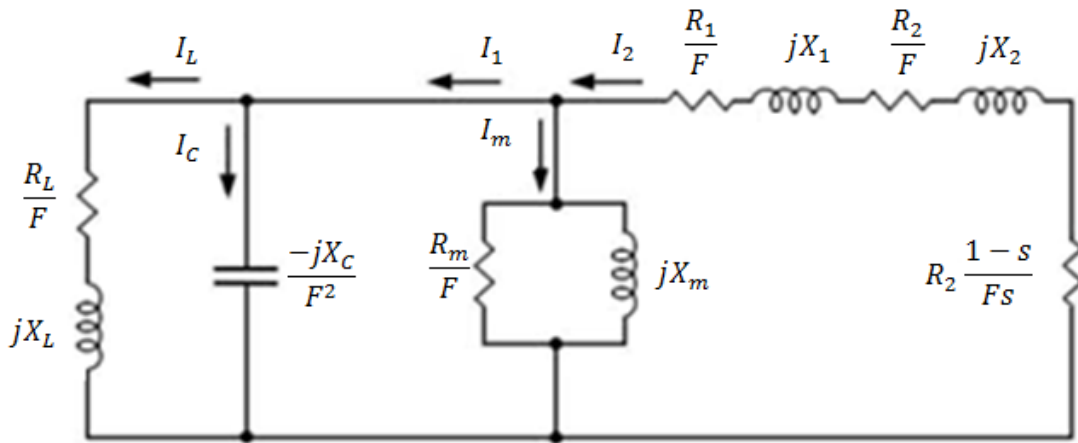 I_L
I_1
I_2
R_1/F
jX_1
R_2/F
jX_2
I_C
I_m
R_L/F
jX_L
-jX_C/F^2
R_m/F
jX_m
R_2 (1-s)/(Fs)